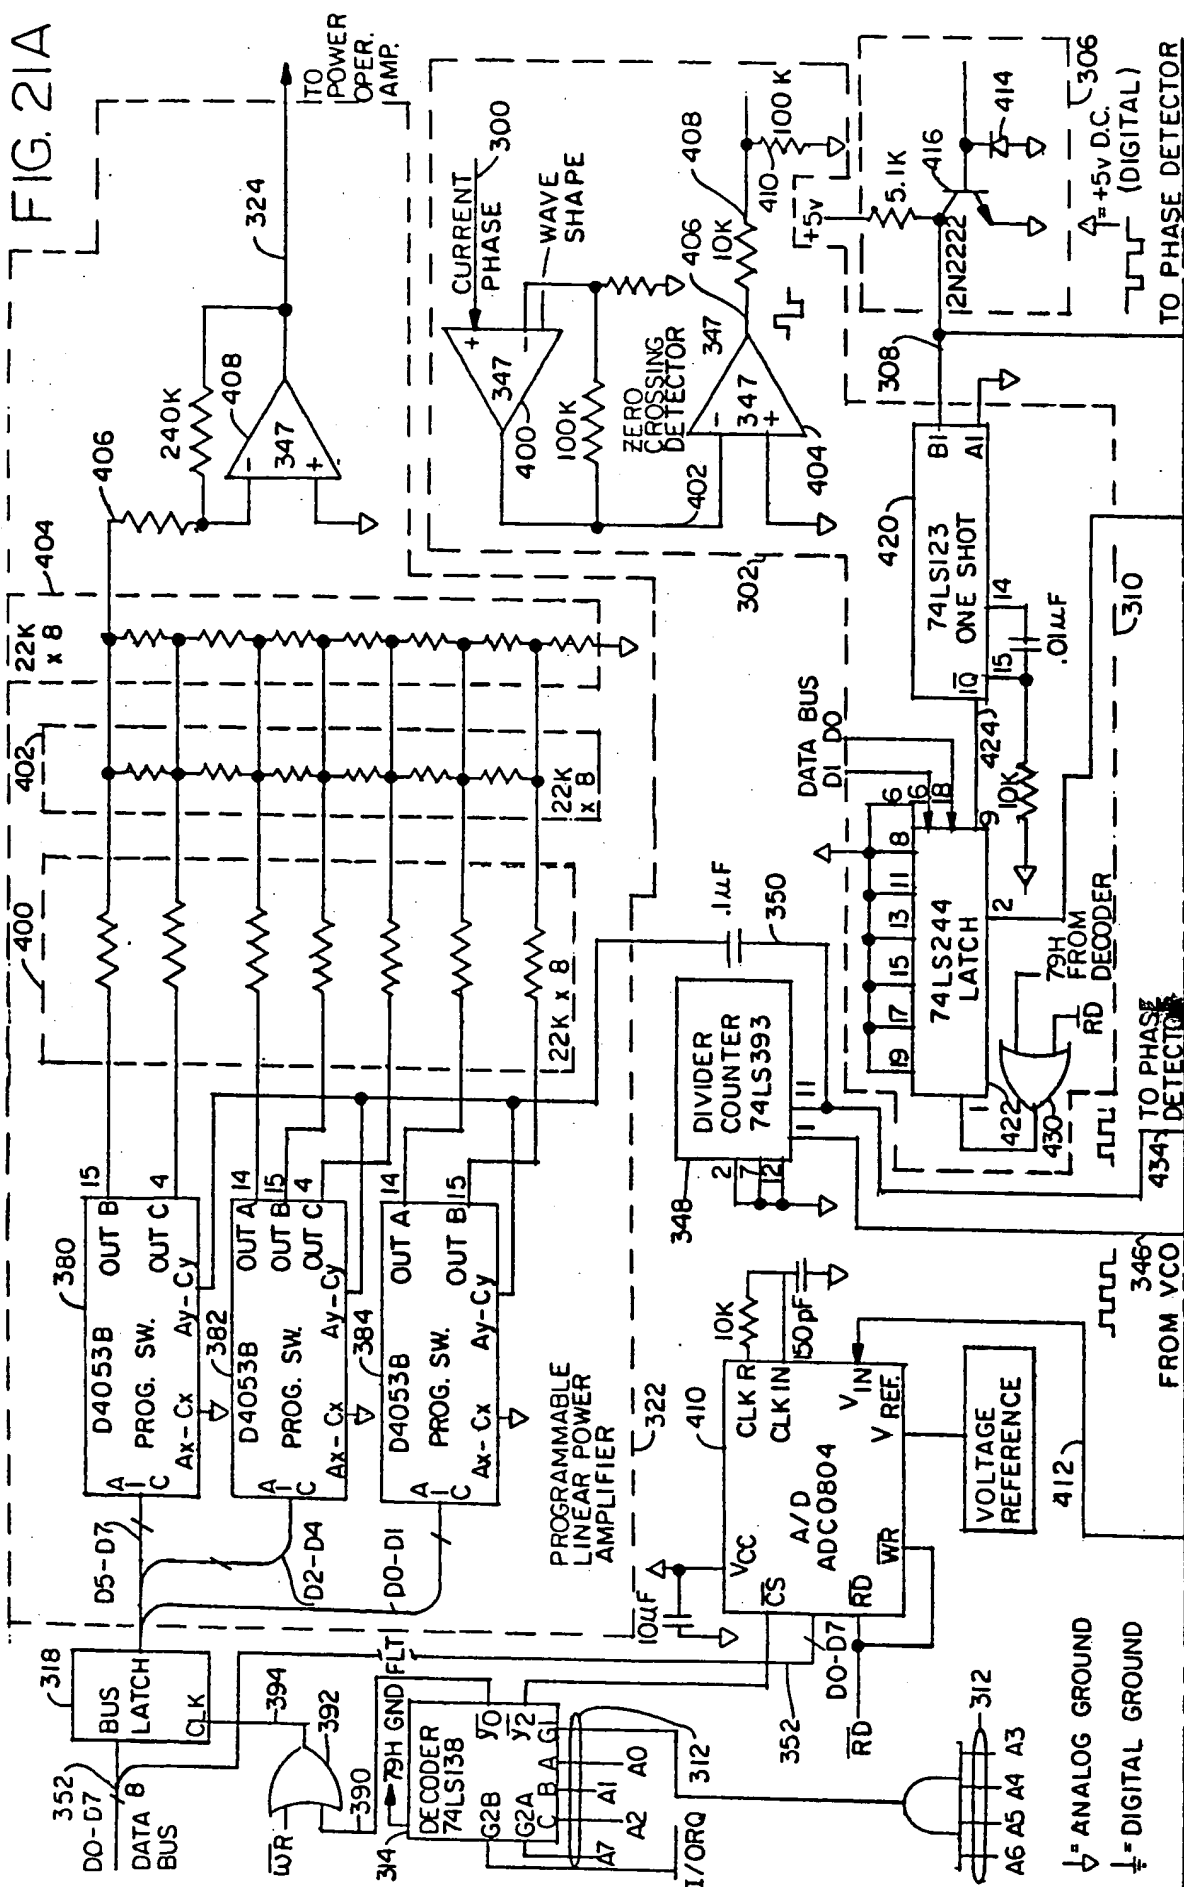 FIG. 21A
TO POWER
OPER.
AMP.
324
240K
408
347
-
+
406
404
22K
x 8
402
22K
x 8
400
22K x 8
380
D4053B
PROG. SW.
A
I
C
OUT B
OUT C
15
4
Ax-Cx
Ay-Cy
382
D4053B
PROG. SW.
A
I
C
OUT A
OUT B
OUT C
14
15
4
Ax-Cx
Ay-Cy
384
D4053B
PROG. SW.
A
I
C
OUT A
OUT B
14
15
Ax-Cx
Ay-Cy
D5-D7
D2-D4
D0-D1
PROGRAMMABLE
LINEAR POWER
AMPLIFIER
322
318
BUS
LATCH
CLK
352
D0-D7
DATA 8
BUS
394
392
WR
390
314
79H GND FLT
DECODER
74LS138
G2B
G2A
C B A G
y0
y2
A7
A2
A1
A0
312
I/ORQ
CURRENT
PHASE
300
WAVE
SHAPE
+
-
347
400
100K
ZERO
CROSSING
DETECTOR
402
347
-
+
347
404
406
10K
408
410
100K
302
+5v
5.1K
416
414
12N2222
306
=+5v D.C.
(DIGITAL)
TO PHASE DETECTOR
308
420
74LS123
ONE SHOT
B1
A1
1Q
14
15
.01µF
10K
424
310
DATA BUS
D1 D0
6
16
18
8
11
13
15
17
19
74LS244
LATCH
9
2
1
422
430
79H
FROM
DECODER
RD
.1µF
350
348
DIVIDER
COUNTER
74LS393
2
7
12
1
11
434
TO PHASE
DETECTOR
346
FROM VCO
410
10µF
VCC
A/D
ADC0804
CS
RD
WR
CLK R
CLK IN
VIN
V REF.
10K
150pF
D0-D7
352
RD
VOLTAGE
REFERENCE
412
312
A6 A5 A4 A3
=ANALOG GROUND
=DIGITAL GROUND